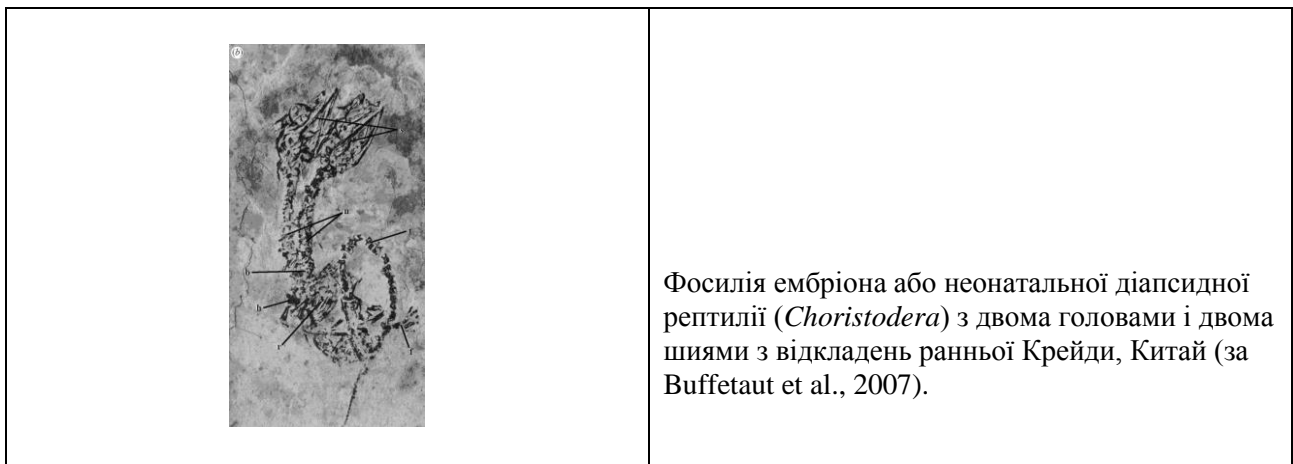 Фосилія ембріона або неонатальної діапсидної
рептилії (Choristodera) з двома головами і двома
шиями з відкладень ранньої Крейди, Китай (за
Buffetaut et al., 2007).